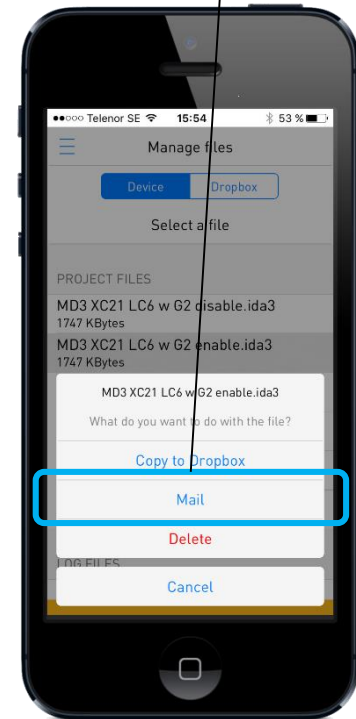 Telenor SE 15:54 53 %
Manage files
Device Dropbox
Select a file
PROJECT FILES
MD3 XC21 LC6 w G2 disable.ida3
1747 KBytes
MD3 XC21 LC6 w G2 enable.ida3
1747 KBytes
MD3 XC21 LC6 w G2 enable.ida3
What do you want to do with the file?
Copy to Dropbox
Mail
Delete
LOG FILES
Cancel